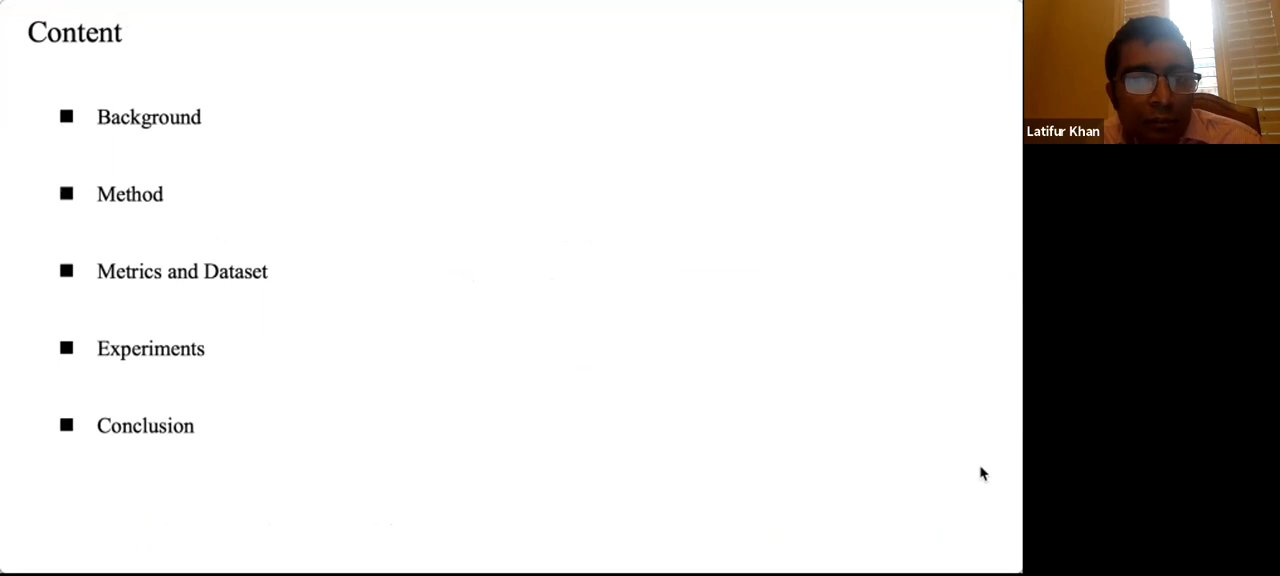 Content
Background
Method
Metrics and Dataset
Experiments
Conclusion
Latifur Khan